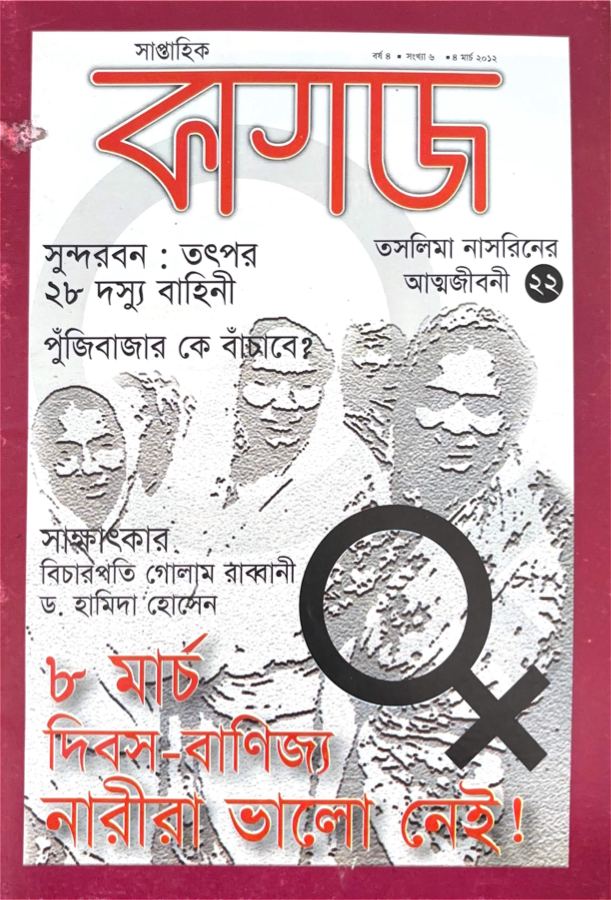 সাপ্তাহিক
বর্ষ ৪ ▪ সংখ্যা ৬ ▪ ৪ মার্চ ২০১২
কাগজ
সুন্দরবন : তৎপর
২৮ দস্যু বাহিনী
তসলিমা নাসরিনের
আত্মজীবনী ২২
পুঁজিবাজার কে বাঁচাবে?
সাক্ষাৎকার
বিচারপতি গোলাম রাব্বানী
ড. হামিদা হোসেন
৮ মার্চ
দিবস-বাণিজ্য
নারীরা ভালো নেই!